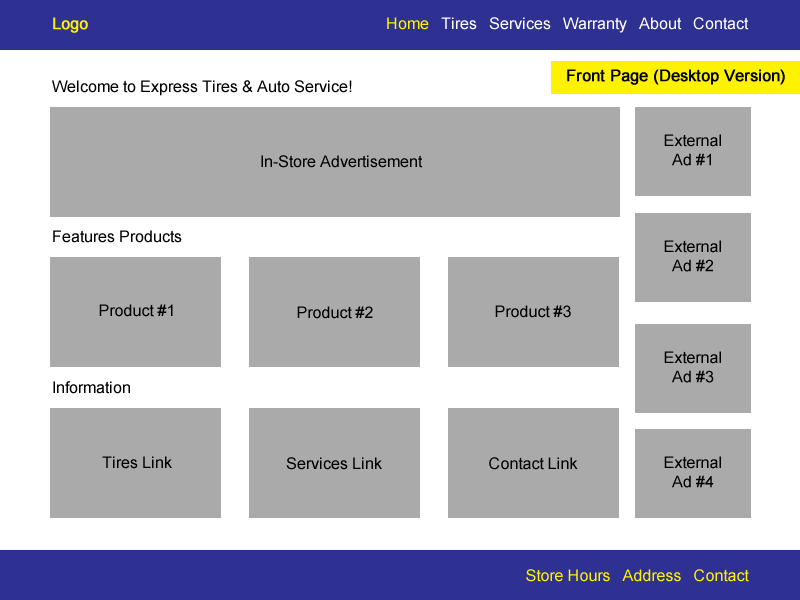 Logo
Home Tires Services Warranty About Contact
Front Page (Desktop Version)
Welcome to Express Tires & Auto Service!
In-Store Advertisement
External
Ad #1
Features Products
External
Ad #2
Product #1
Product #2
Product #3
External
Ad #3
Information
Tires Link
Services Link
Contact Link
External
Ad #4
Store Hours Address Contact